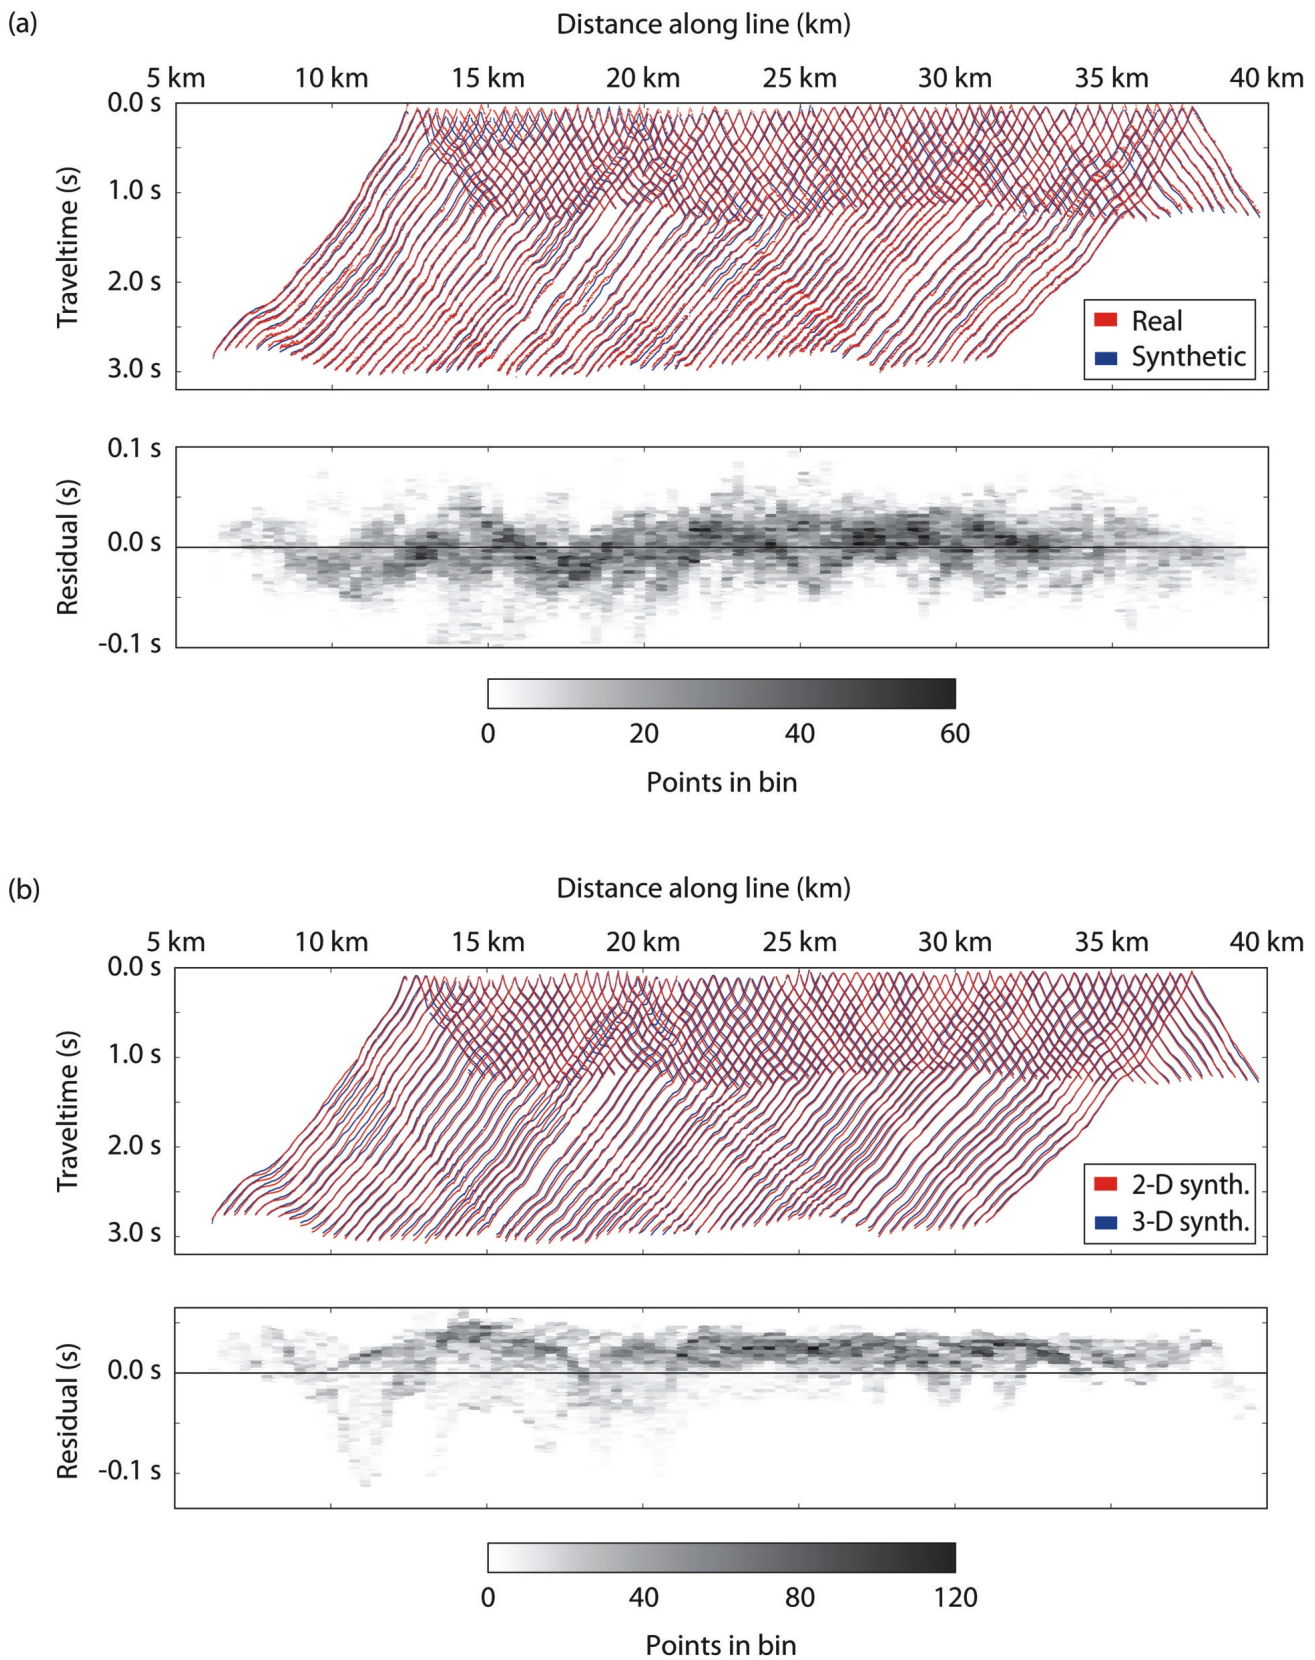 (a)
Distance along line (km)
5 km 10 km 15 km 20 km 25 km 30 km 35 km 40 km
0.0 s
1.0 s
2.0 s
3.0 s
Traveltime (s)
Real
Synthetic
0.1 s
0.0 s
-0.1 s
Residual (s)
0 20 40 60
Points in bin
(b)
Distance along line (km)
5 km 10 km 15 km 20 km 25 km 30 km 35 km 40 km
0.0 s
1.0 s
2.0 s
3.0 s
Traveltime (s)
2-D synth.
3-D synth.
0.0 s
-0.1 s
Residual (s)
0 40 80 120
Points in bin